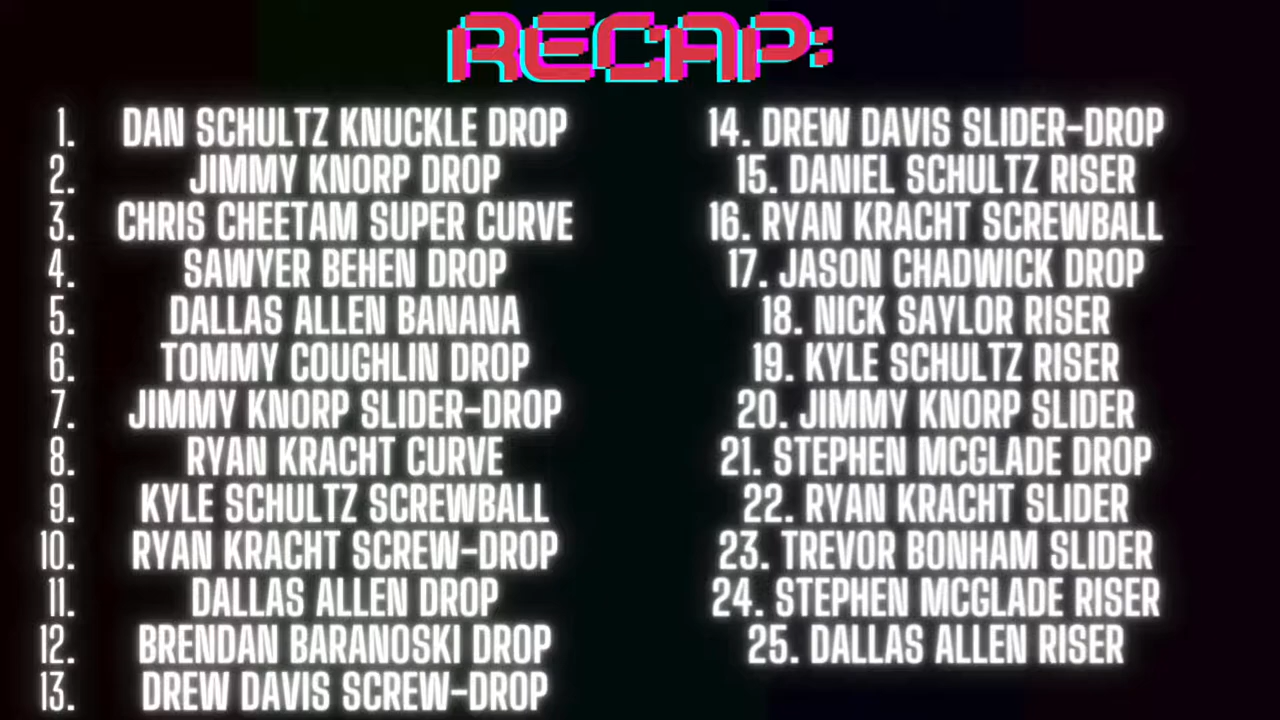 RECAP:
1. DAN SCHULTZ KNUCKLE DROP
2. JIMMY KNORP DROP
3. CHRIS CHEETAM SUPER CURVE
4. SAWYER BEHEN DROP
5. DALLAS ALLEN BANANA
6. TOMMY COUGHLIN DROP
7. JIMMY KNORP SLIDER-DROP
8. RYAN KRACHT CURVE
9. KYLE SCHULTZ SCREWBALL
10. RYAN KRACHT SCREW-DROP
11. DALLAS ALLEN DROP
12. BRENDAN BARANOSKI DROP
13. DREW DAVIS SCREW-DROP
14. DREW DAVIS SLIDER-DROP
15. DANIEL SCHULTZ RISER
16. RYAN KRACHT SCREWBALL
17. JASON CHADWICK DROP
18. NICK SAYLOR RISER
19. KYLE SCHULTZ RISER
20. JIMMY KNORP SLIDER
21. STEPHEN MCGLADE DROP
22. RYAN KRACHT SLIDER
23. TREVOR BONHAM SLIDER
24. STEPHEN MCGLADE RISER
25. DALLAS ALLEN RISER